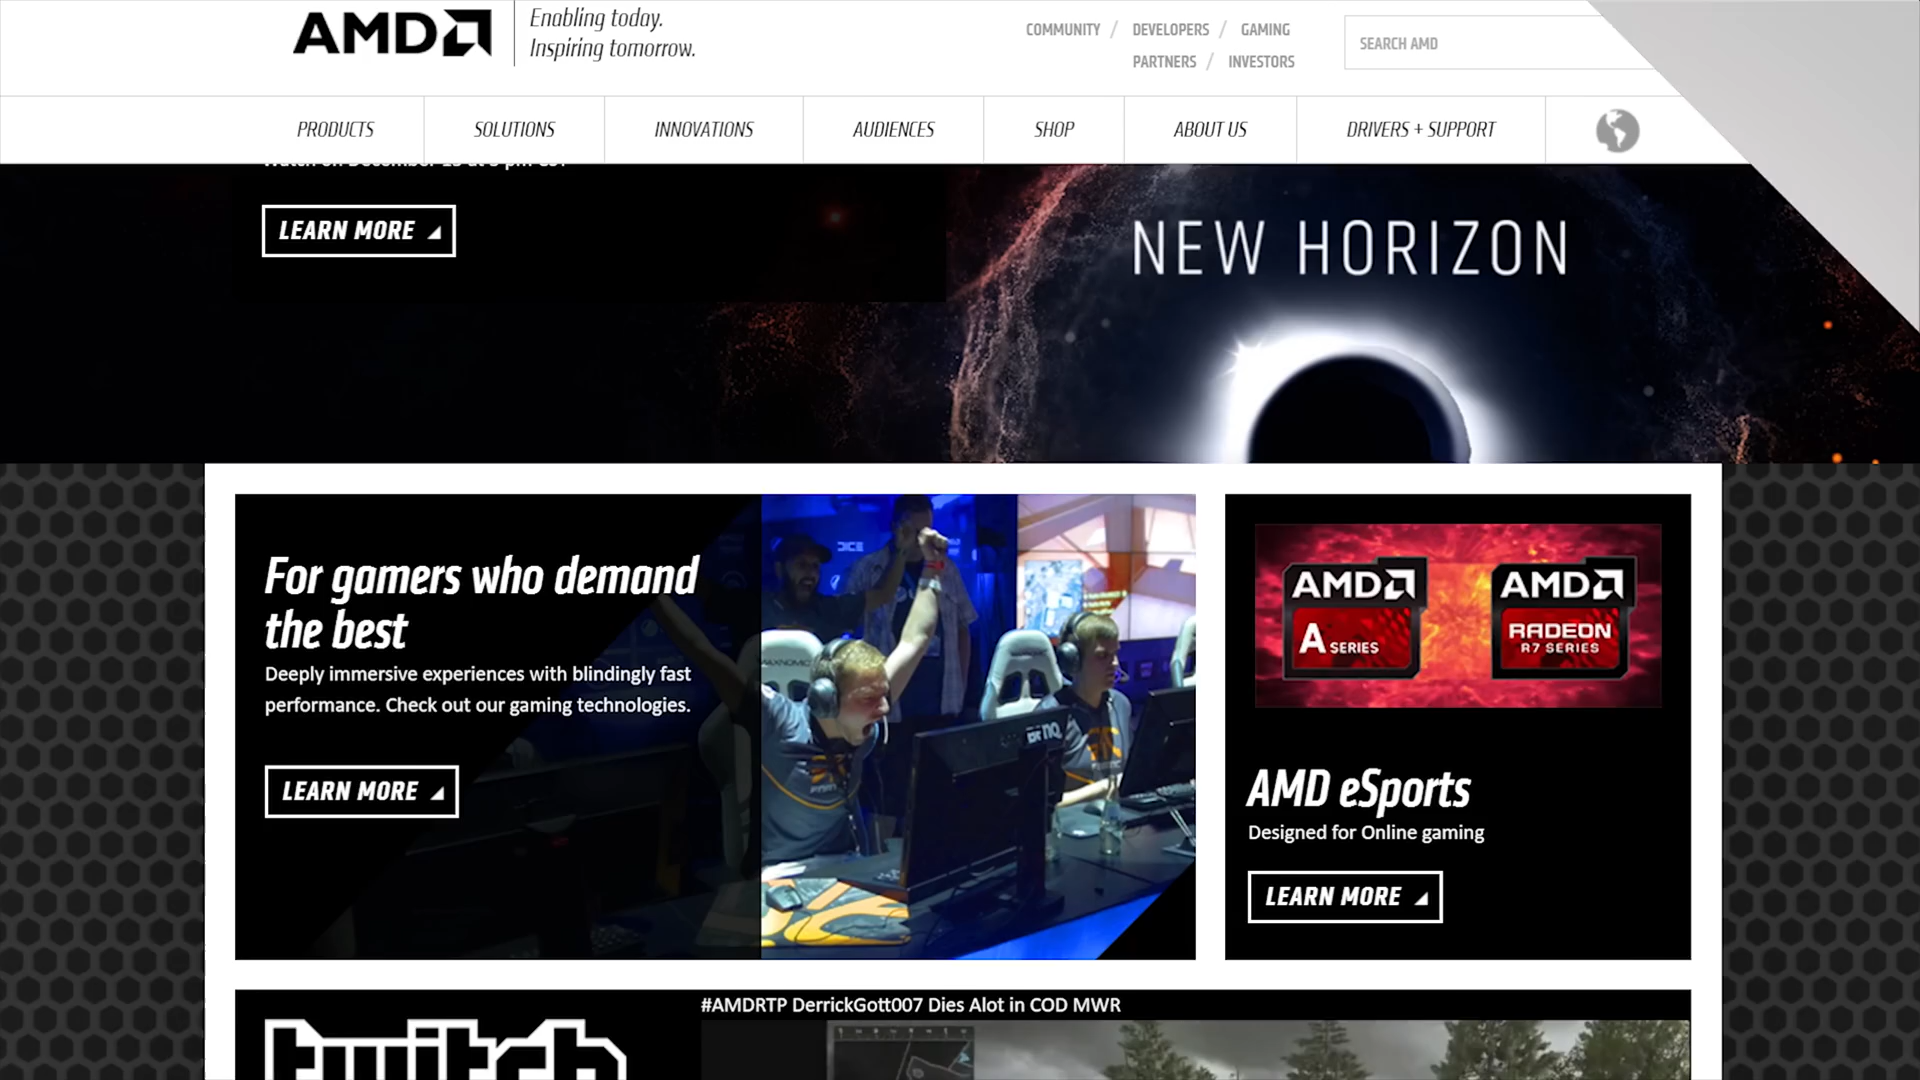 AMD
Enabling today.
Inspiring tomorrow.
COMMUNITY / DEVELOPERS / GAMING
PARTNERS / INVESTORS
SEARCH AMD
PRODUCTS
SOLUTIONS
INNOVATIONS
AUDIENCES
SHOP
ABOUT US
DRIVERS + SUPPORT
LEARN MORE
NEW HORIZON
For gamers who demand
the best
Deeply immersive experiences with blindingly fast
performance. Check out our gaming technologies.
LEARN MORE
DICE
AMD
A SERIES
AMD
RADEON
R7 SERIES
AMD eSports
Designed for Online gaming
LEARN MORE
#AMDRTP DerrickGott007 Dies Alot in COD MWR
twitch